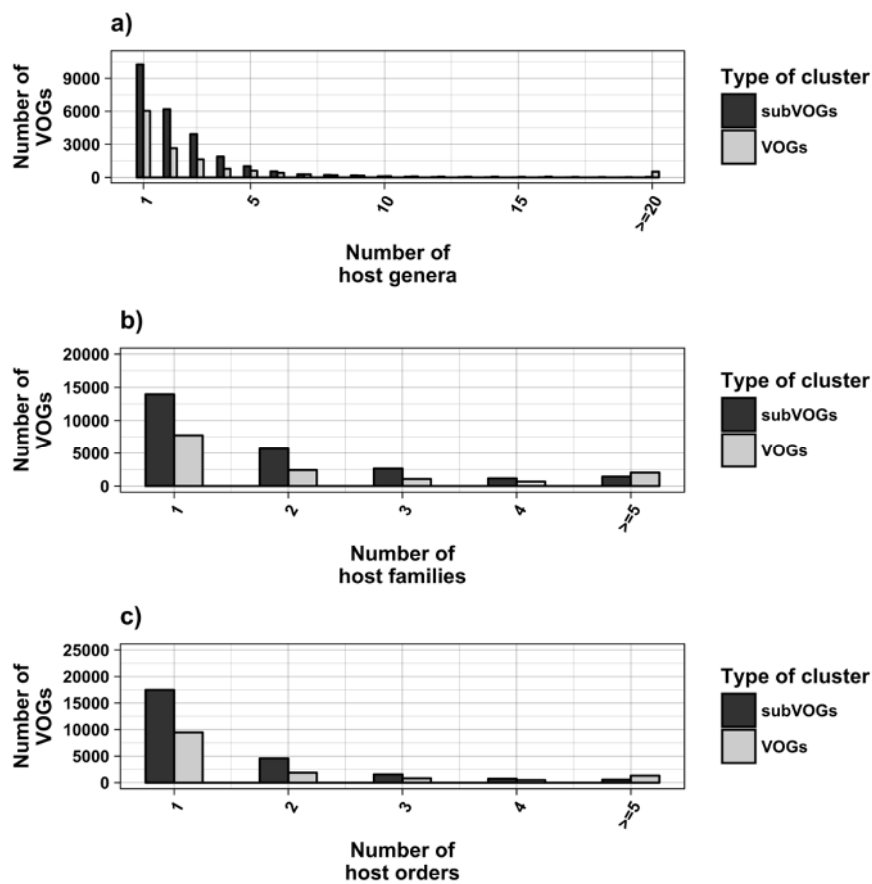 a)
Number of
VOGs
9000
6000
3000
0
1
5
10
15
>=20
Number of
host genera
Type of cluster
subVOGs
VOGs
b)
Number of
VOGs
20000
15000
10000
5000
0
1
2
3
4
>=5
Number of
host families
Type of cluster
subVOGs
VOGs
c)
Number of
VOGs
25000
20000
15000
10000
5000
0
1
2
3
4
>=5
Number of
host orders
Type of cluster
subVOGs
VOGs